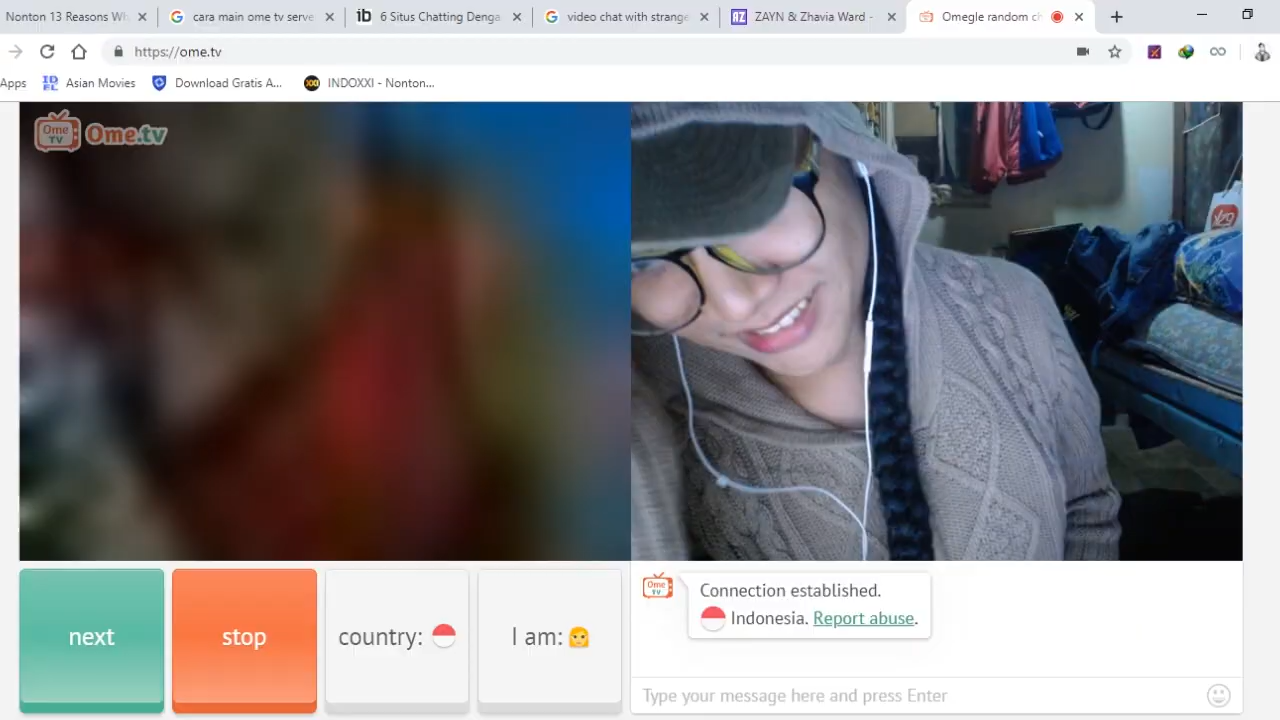 Nonton 13 Reasons Wh
cara main ome tv serve
6 Situs Chatting Denga
video chat with strange
ZAYN & Zhavia Ward -
Omegle random ch
https://ome.tv
Apps
Asian Movies
Download Gratis A...
INDOXXI - Nonton...
Ome TV
Ome.tv
Ome TV
Connection established.
Indonesia. Report abuse.
next
stop
country:
I am:
Type your message here and press Enter